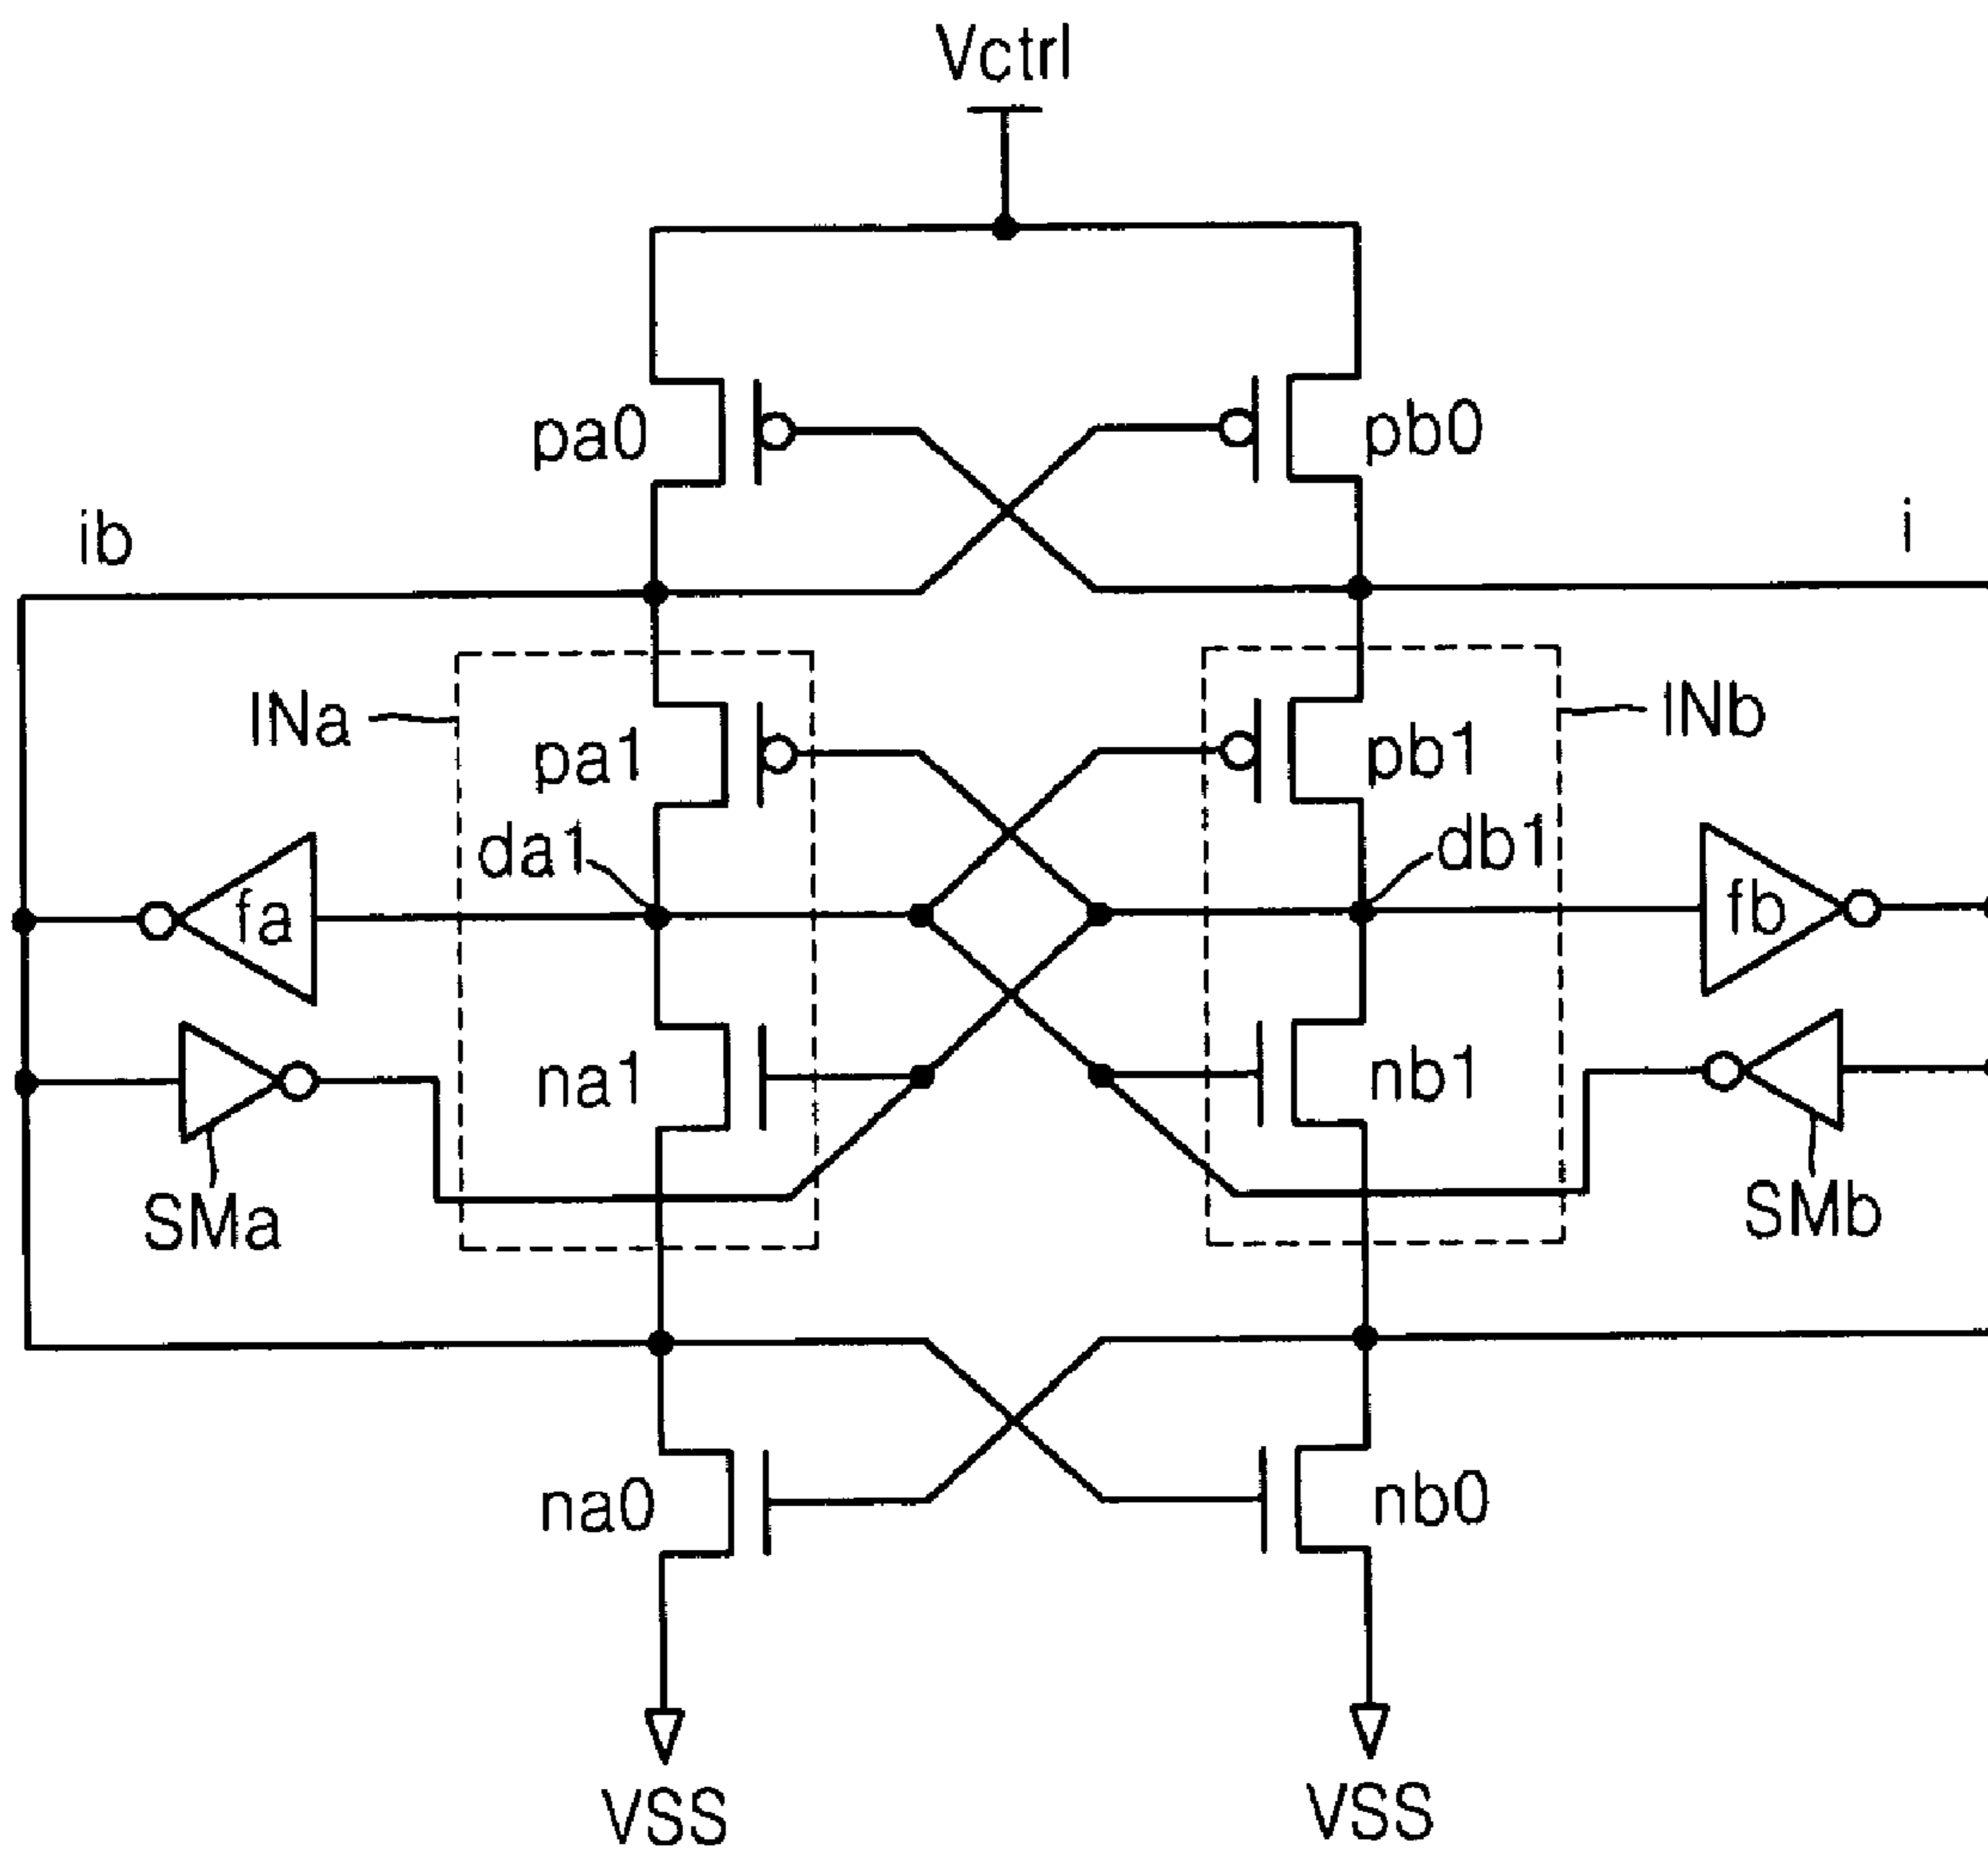 Vctrl
pa0
pb0
ib
i
INa
INb
pa1
pb1
da1
db1
fa
fb
na1
nb1
SMa
SMb
na0
nb0
VSS
VSS